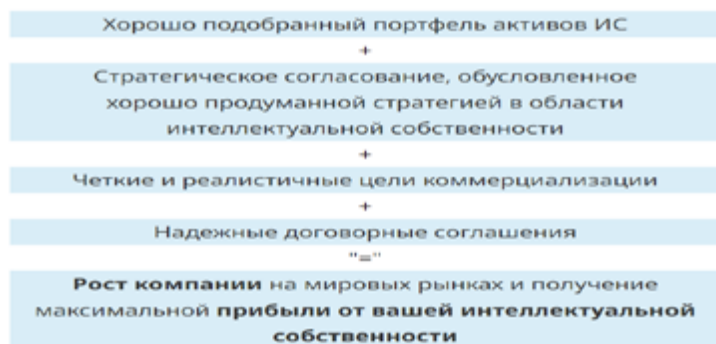 Хорошо подобранный портфель активов ИС
+
Стратегическое согласование, обусловленное
хорошо продуманной стратегией в области
интеллектуальной собственности
+
Четкие и реалистичные цели коммерциализации
+
Надежные договорные соглашения
"="
Рост компании на мировых рынках и получение
максимальной прибыли от вашей интеллектуальной
собственности